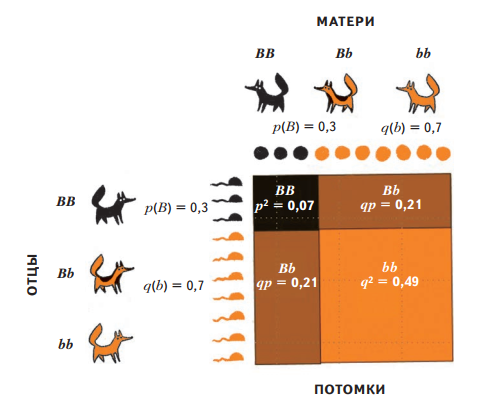 МАТЕРИ
BB Bb bb
p(B) = 0,3 q(b) = 0,7
ОТЦЫ
BB p(B) = 0,3
Bb q(b) = 0,7
bb
BB
p² = 0,07
Bb
qp = 0,21
Bb
qp = 0,21
bb
q² = 0,49
ПОТОМКИ